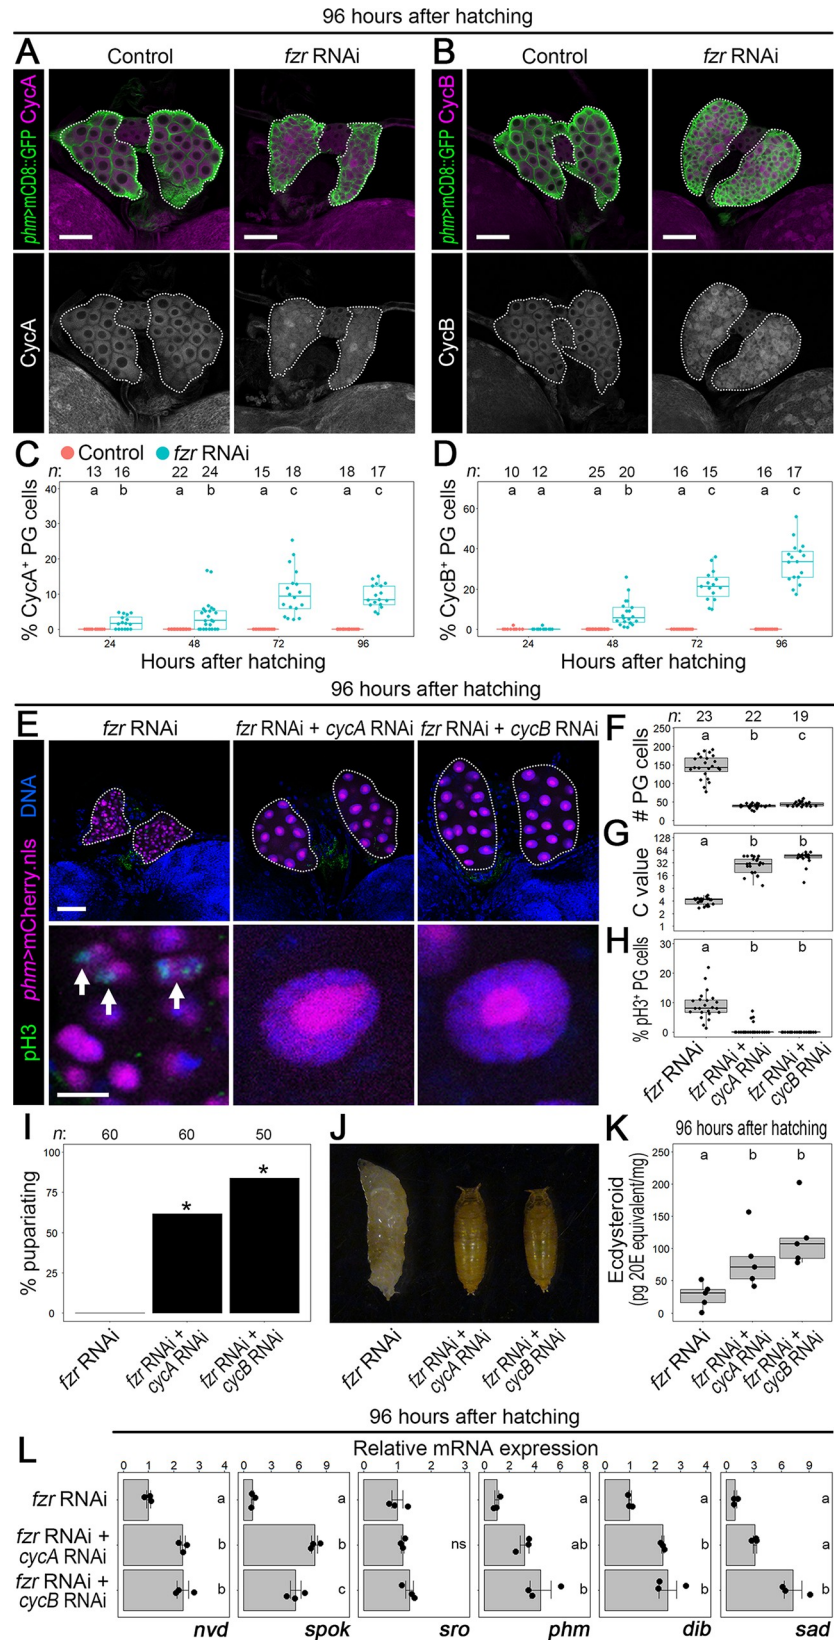 96 hours after hatching
A
Control
fzr RNAi
B
Control
fzr RNAi
phm>mCD8::GFP CycA
phm>mCD8::GFP CycB
CycA
CycB
C
Control
fzr RNAi
n: 13 16 22 24 15 18 18 17
a b a b a c a c
% CycA+ PG cells
40
30
20
10
0
24 48 72 96
Hours after hatching
D
n: 10 12 25 20 16 15 16 17
a a a b a c a c
% CycB+ PG cells
60
40
20
0
24 48 72 96
Hours after hatching
96 hours after hatching
E
fzr RNAi
fzr RNAi + cycA RNAi
fzr RNAi + cycB RNAi
pH3 phm>mCherry.nls DNA
F
n: 23 22 19
a b c
# PG cells
250
200
150
100
50
0
G
a b b
C value
128
64
32
16
8
4
2
1
H
a b b
% pH3+ PG cells
30
20
10
0
fzr RNAi
fzr RNAi +
cycA RNAi
fzr RNAi +
cycB RNAi
I
n: 60 60 50
% pupariating
100
75
50
25
0
* *
fzr RNAi
fzr RNAi +
cycA RNAi
fzr RNAi +
cycB RNAi
J
fzr RNAi
fzr RNAi +
cycA RNAi
fzr RNAi +
cycB RNAi
K
96 hours after hatching
a b b
Ecdysteroid
(pg 20E equivalent/mg)
250
200
150
100
50
0
fzr RNAi
fzr RNAi +
cycA RNAi
fzr RNAi +
cycB RNAi
96 hours after hatching
L
Relative mRNA expression
0 1 2 3 4
0 3 6 9
0 1 2 3
0 2 4 6 8
0 1 2 3 4
0 3 6 9
fzr RNAi
a a a a a
fzr RNAi +
cycA RNAi
b b ns ab b a
fzr RNAi +
cycB RNAi
b c b b b
nvd spok sro phm dib sad